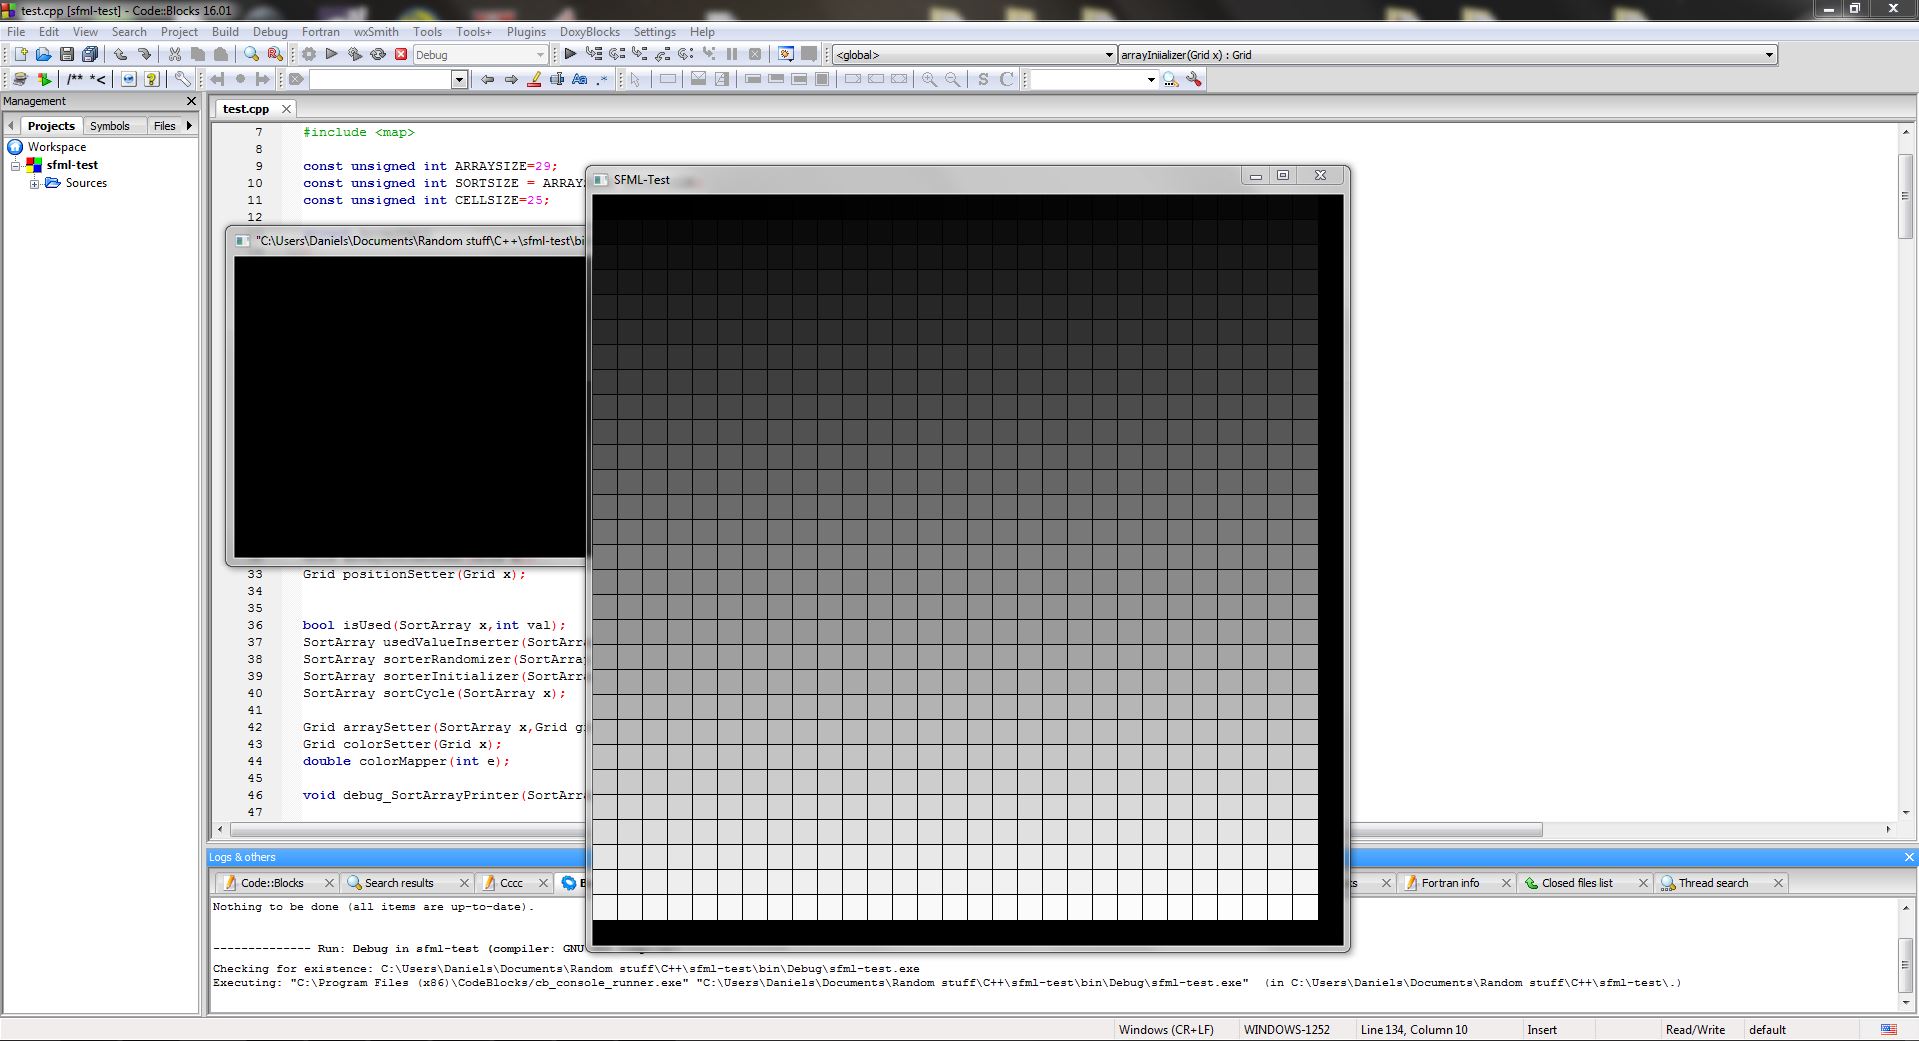 test.cpp [sfml-test] - Code::Blocks 16.01
File Edit View Search Project Build Debug Fortran wxSmith Tools Tools+ Plugins DoxyBlocks Settings Help
Debug
<global>
arrayIniializer(Grid x) : Grid
/** *<
Aa .*
S C
Management
Projects Symbols Files
Workspace
sfml-test
Sources
test.cpp
7 #include <map>
8
9 const unsigned int ARRAYSIZE=29;
10 const unsigned int SORTSIZE = ARRAYS
11 const unsigned int CELLSIZE=25;
12
SFML-Test
"C:\Users\Daniels\Documents\Random stuff\C++\sfml-test\bi
33 Grid positionSetter(Grid x);
34
35
36 bool isUsed(SortArray x,int val);
37 SortArray usedValueInserter(SortArra
38 SortArray sorterRandomizer(SortArray
39 SortArray sorterInitializer(SortArra
40 SortArray sortCycle(SortArray x);
41
42 Grid arraySetter(SortArray x,Grid g
43 Grid colorSetter(Grid x);
44 double colorMapper(int e);
45
46 void debug_SortArrayPrinter(SortArra
47
Logs & others
Code::Blocks Search results Cccc B
Fortran info Closed files list Thread search
Nothing to be done (all items are up-to-date).
-------------- Run: Debug in sfml-test (compiler: GNU
Checking for existence: C:\Users\Daniels\Documents\Random stuff\C++\sfml-test\bin\Debug\sfml-test.exe
Executing: "C:\Program Files (x86)\CodeBlocks/cb_console_runner.exe" "C:\Users\Daniels\Documents\Random stuff\C++\sfml-test\bin\Debug\sfml-test.exe"  (in C:\Users\Daniels\Documents\Random stuff\C++\sfml-test\.)
Windows (CR+LF) WINDOWS-1252 Line 134, Column 10 Insert Read/Write default